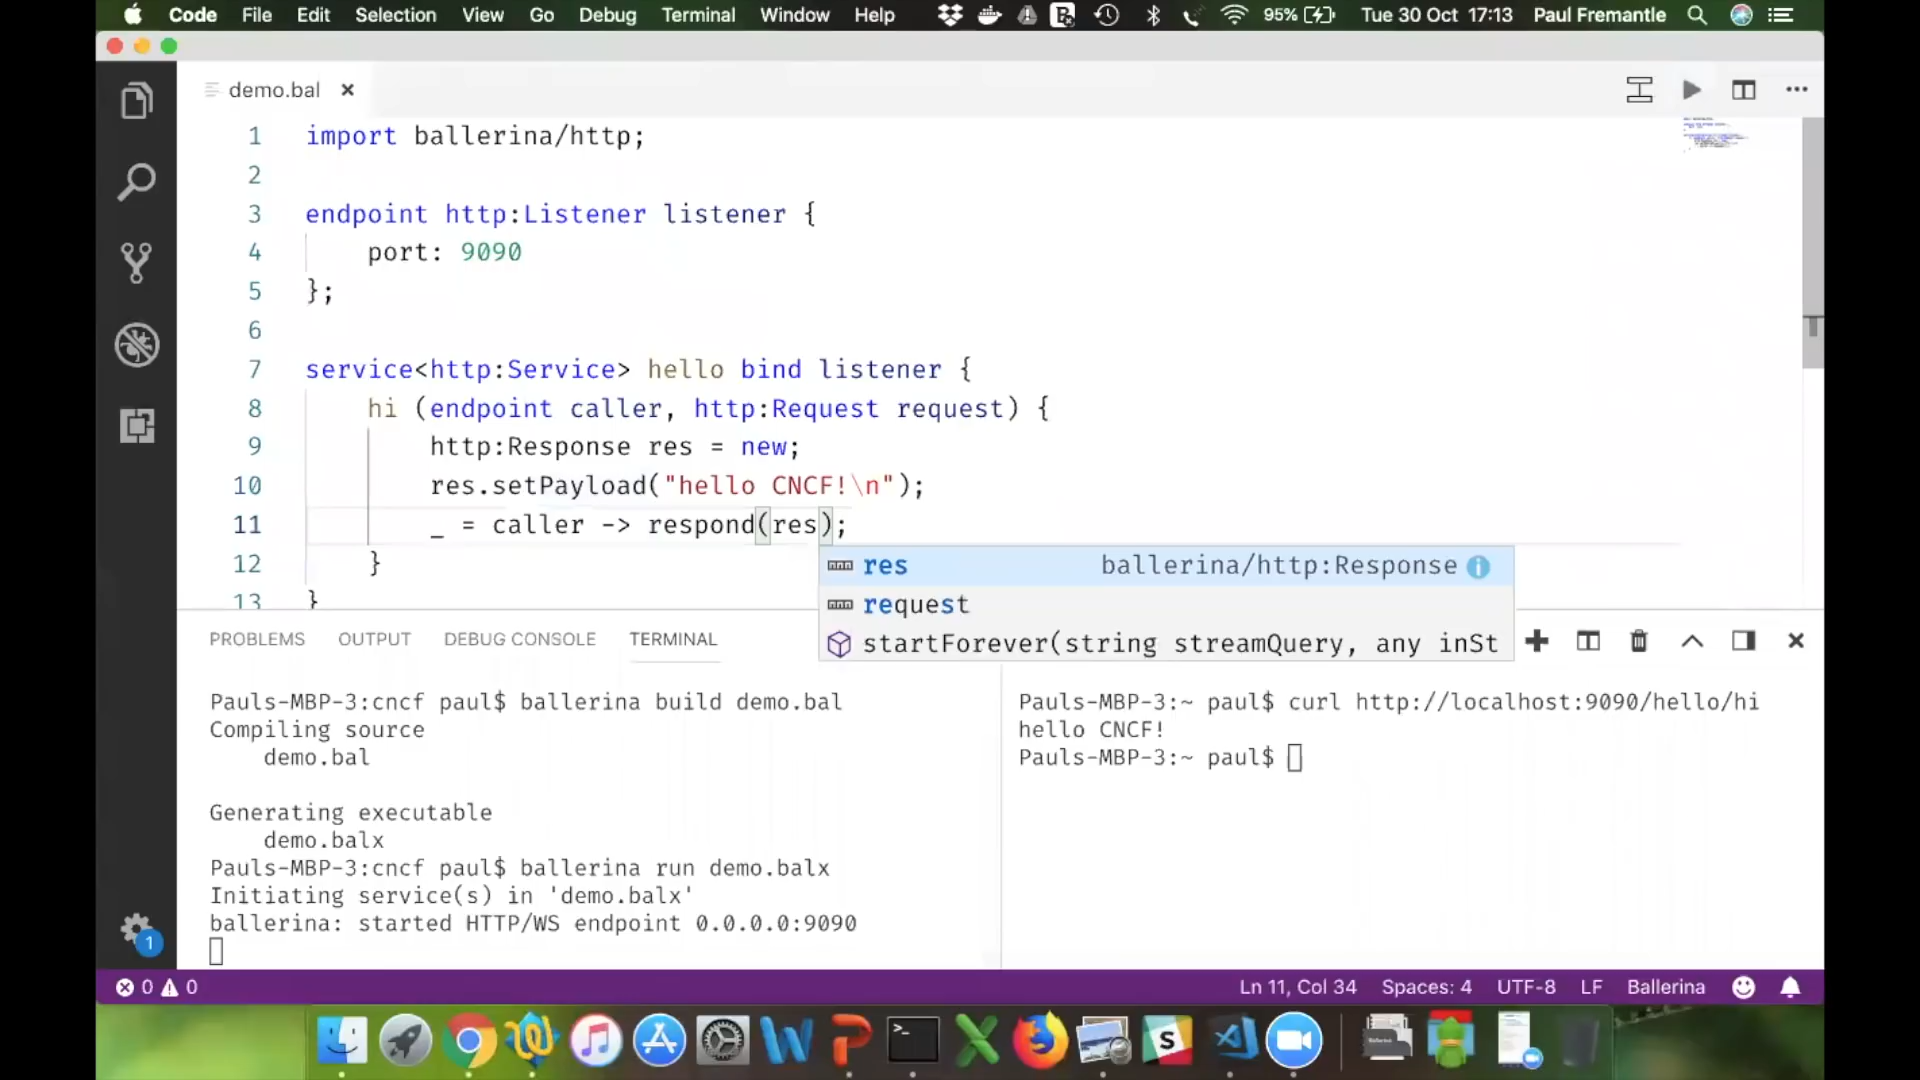 Code File Edit Selection View Go Debug Terminal Window Help 95% Tue 30 Oct 17:13 Paul Fremantle
demo.bal
1 import ballerina/http;
2
3 endpoint http:Listener listener {
4 port: 9090
5 };
6
7 service<http:Service> hello bind listener {
8 hi (endpoint caller, http:Request request) {
9 http:Response res = new;
10 res.setPayload("hello CNCF!\n");
11 _ = caller -> respond(res);
12 }
13 }
res ballerina/http:Response
request
startForever(string streamQuery, any inSt
PROBLEMS OUTPUT DEBUG CONSOLE TERMINAL
Pauls-MBP-3:cncf paul$ ballerina build demo.bal
Compiling source
demo.bal
Generating executable
demo.balx
Pauls-MBP-3:cncf paul$ ballerina run demo.balx
Initiating service(s) in 'demo.balx'
ballerina: started HTTP/WS endpoint 0.0.0.0:9090
Pauls-MBP-3:~ paul$ curl http://localhost:9090/hello/hi
hello CNCF!
Pauls-MBP-3:~ paul$
1
0 0 Ln 11, Col 34 Spaces: 4 UTF-8 LF Ballerina